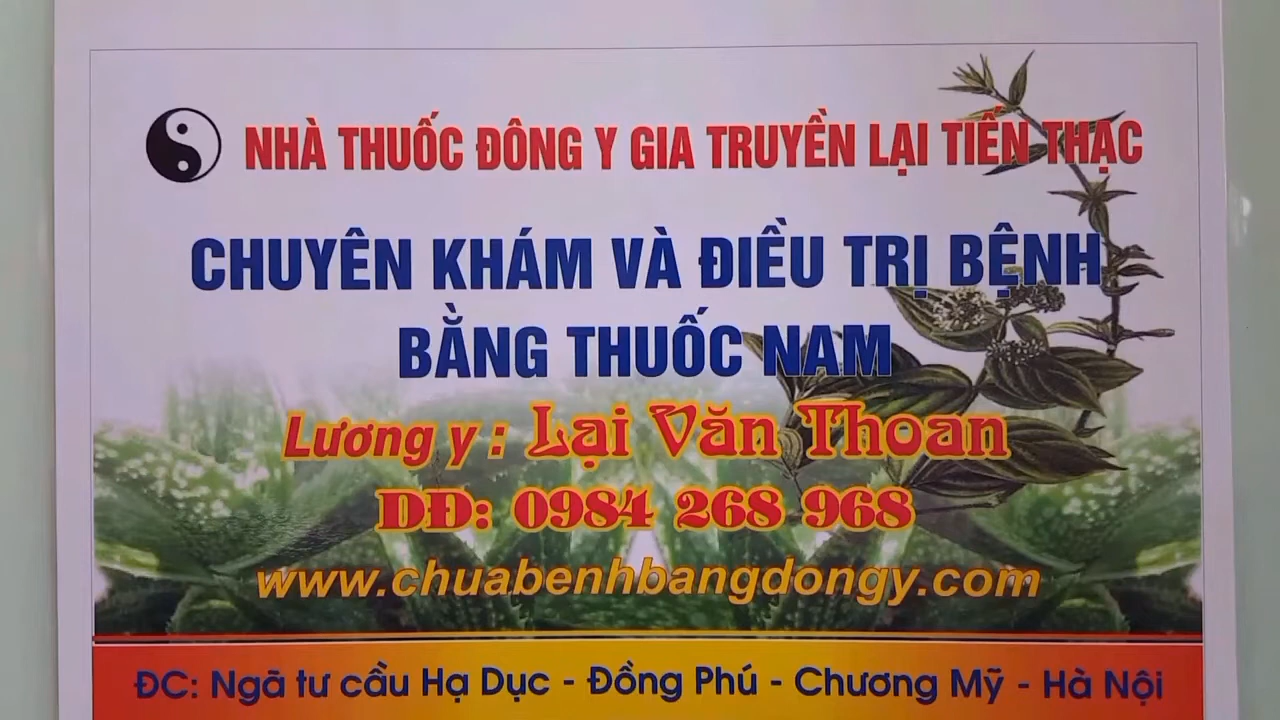 NHÀ THUỐC ĐÔNG Y GIA TRUYỀN LẠI TIẾN THẠC
CHUYÊN KHÁM VÀ ĐIỀU TRỊ BỆNH
BẰNG THUỐC NAM
Lương y : Lại Văn Thoan
DĐ: 0984 268 968
www.chuabenhbangdongy.com
ĐC: Ngã tư cầu Hạ Dục - Đồng Phú - Chương Mỹ - Hà Nội